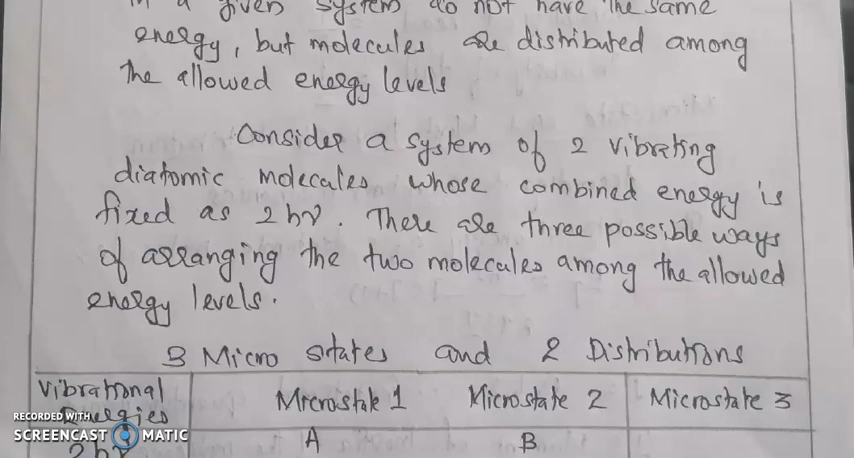 in a given system do not have the same
energy, but molecules are distributed among
the allowed energy levels
Consider a system of 2 vibrating
diatomic molecules whose combined energy is
fixed as 2hν. There are three possible ways
of arranging the two molecules among the allowed
energy levels.
3 Micro states and 2 Distributions
Vibrational energies Microstate 1 Microstate 2 Microstate 3
2hν A B
RECORDED WITH
SCREENCAST MATIC